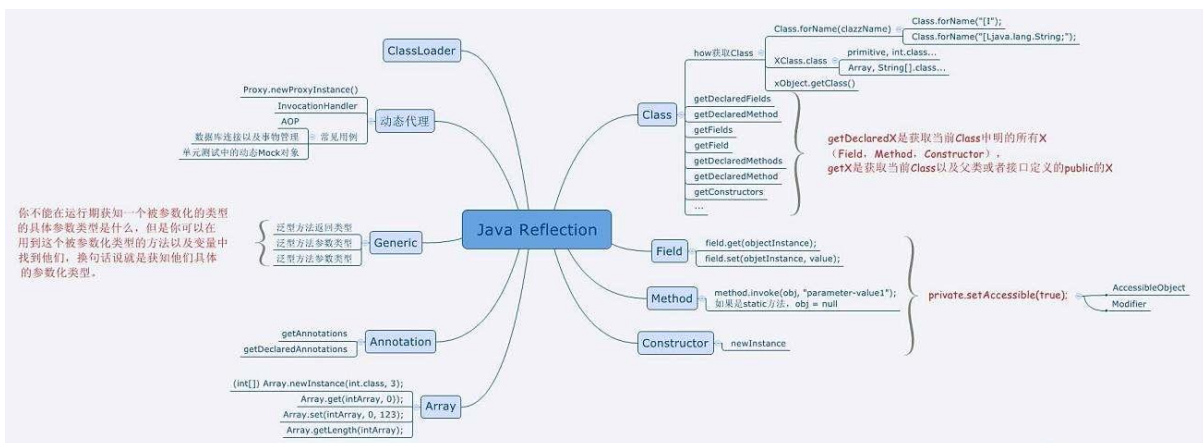 Java Reflection
ClassLoader
动态代理
Proxy.newProxyInstance()
InvocationHandler
AOP
常见用例
数据库连接以及事物管理
单元测试中的动态Mock对象
Generic
泛型方法返回类型
泛型方法参数类型
泛型方法参数类型
你不能在运行期获知一个被参数化的类型
的具体参数类型是什么，但是你可以在
用到这个被参数化类型的方法以及变量中
找到他们，换句话说就是获知他们具体
的参数化类型。
Annotation
getAnnotations
getDeclaredAnnotations
Array
(int[]) Array.newInstance(int.class, 3);
Array.get(intArray, 0));
Array.set(intArray, 0, 123);
Array.getLength(intArray);
Class
how获取Class
Class.forName(clazzName)
Class.forName("[I");
Class.forName("[Ljava.lang.String;");
XClass.class
primitive, int.class...
Array, String[].class...
xObject.getClass()
getDeclaredFields
getDeclaredMethod
getFields
getField
getDeclaredMethods
getDeclaredMethod
getConstructors
...
getDeclaredX是获取当前Class中申明的所有X
（Field，Method，Constructor），
getX是获取当前Class以及父类或者接口定义的public的X
Field
field.get(objectInstance);
field.set(objetInstance, value);
Method
method.invoke(obj, "parameter-value1");
如果是static方法，obj = null
Constructor
newInstance
private.setAccessible(true);
AccessibleObject
Modifier